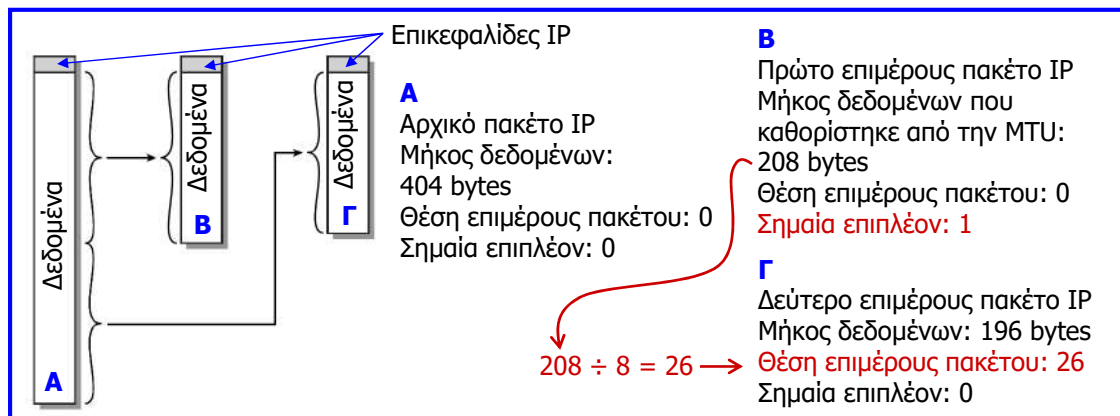 Επικεφαλίδες IP
Δεδομένα
Α
Δεδομένα
Β
Δεδομένα
Γ
Α
Αρχικό πακέτο IP
Μήκος δεδομένων:
404 bytes
Θέση επιμέρους πακέτου: 0
Σημαία επιπλέον: 0
Β
Πρώτο επιμέρους πακέτο IP
Μήκος δεδομένων που
καθορίστηκε από την MTU:
208 bytes
Θέση επιμέρους πακέτου: 0
Σημαία επιπλέον: 1
Γ
Δεύτερο επιμέρους πακέτο IP
Μήκος δεδομένων: 196 bytes
Θέση επιμέρους πακέτου: 26
Σημαία επιπλέον: 0
208 ÷ 8 = 26